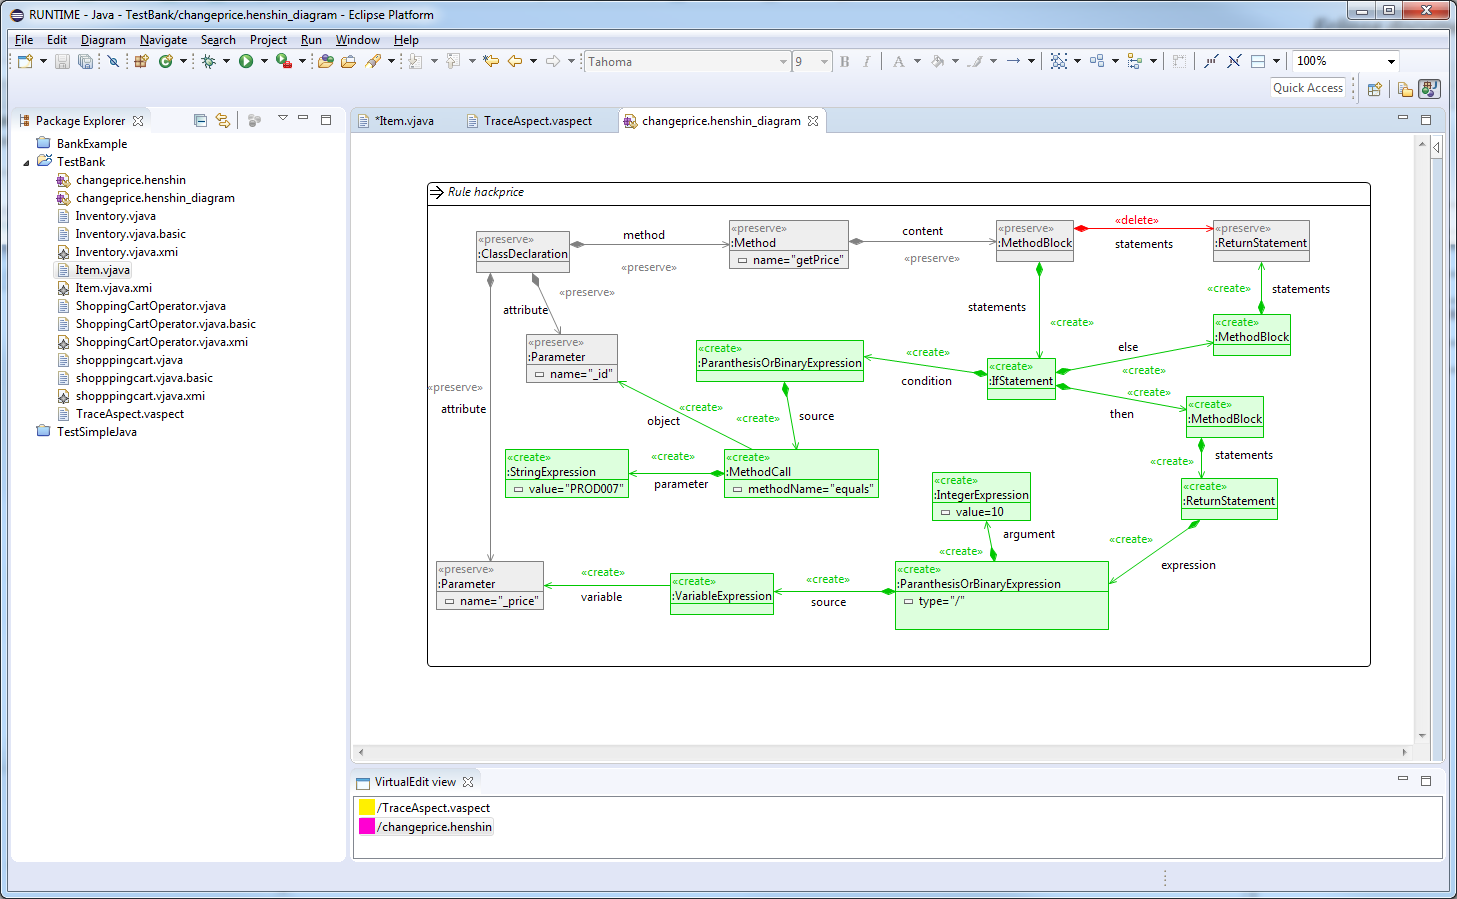 RUNTIME - Java - TestBank/changeprice.henshin_diagram - Eclipse Platform
File Edit Diagram Navigate Search Project Run Window Help
Tahoma 9 B I A 100%
Quick Access
Package Explorer
*Item.vjava TraceAspect.vaspect changeprice.henshin_diagram
BankExample
TestBank
changeprice.henshin
changeprice.henshin_diagram
Inventory.vjava
Inventory.vjava.basic
Inventory.vjava.xmi
Item.vjava
Item.vjava.xmi
ShoppingCartOperator.vjava
ShoppingCartOperator.vjava.basic
ShoppingCartOperator.vjava.xmi
shopppingcart.vjava
shopppingcart.vjava.basic
shopppingcart.vjava.xmi
TraceAspect.vaspect
TestSimpleJava
Rule hackprice
«preserve»
:ClassDeclaration
method
«preserve»
«preserve»
:Method
name="getPrice"
content
«preserve»
«preserve»
:MethodBlock
«delete»
statements
«preserve»
:ReturnStatement
«preserve»
attribute
statements
«create»
«create»
statements
«preserve»
:Parameter
name="_id"
«create»
:ParanthesisOrBinaryExpression
«create»
condition
«create»
:IfStatement
else
«create»
«create»
:MethodBlock
«preserve»
attribute
«create»
object
«create»
source
«create»
then
«create»
:MethodBlock
«create»
:StringExpression
value="PROD007"
«create»
parameter
«create»
:MethodCall
methodName="equals"
«create»
statements
«create»
:IntegerExpression
value=10
«create»
:ReturnStatement
«create»
argument
«create»
expression
«preserve»
:Parameter
name="_price"
«create»
variable
«create»
:VariableExpression
«create»
source
«create»
:ParanthesisOrBinaryExpression
type="/"
VirtualEdit view
/TraceAspect.vaspect
/changeprice.henshin